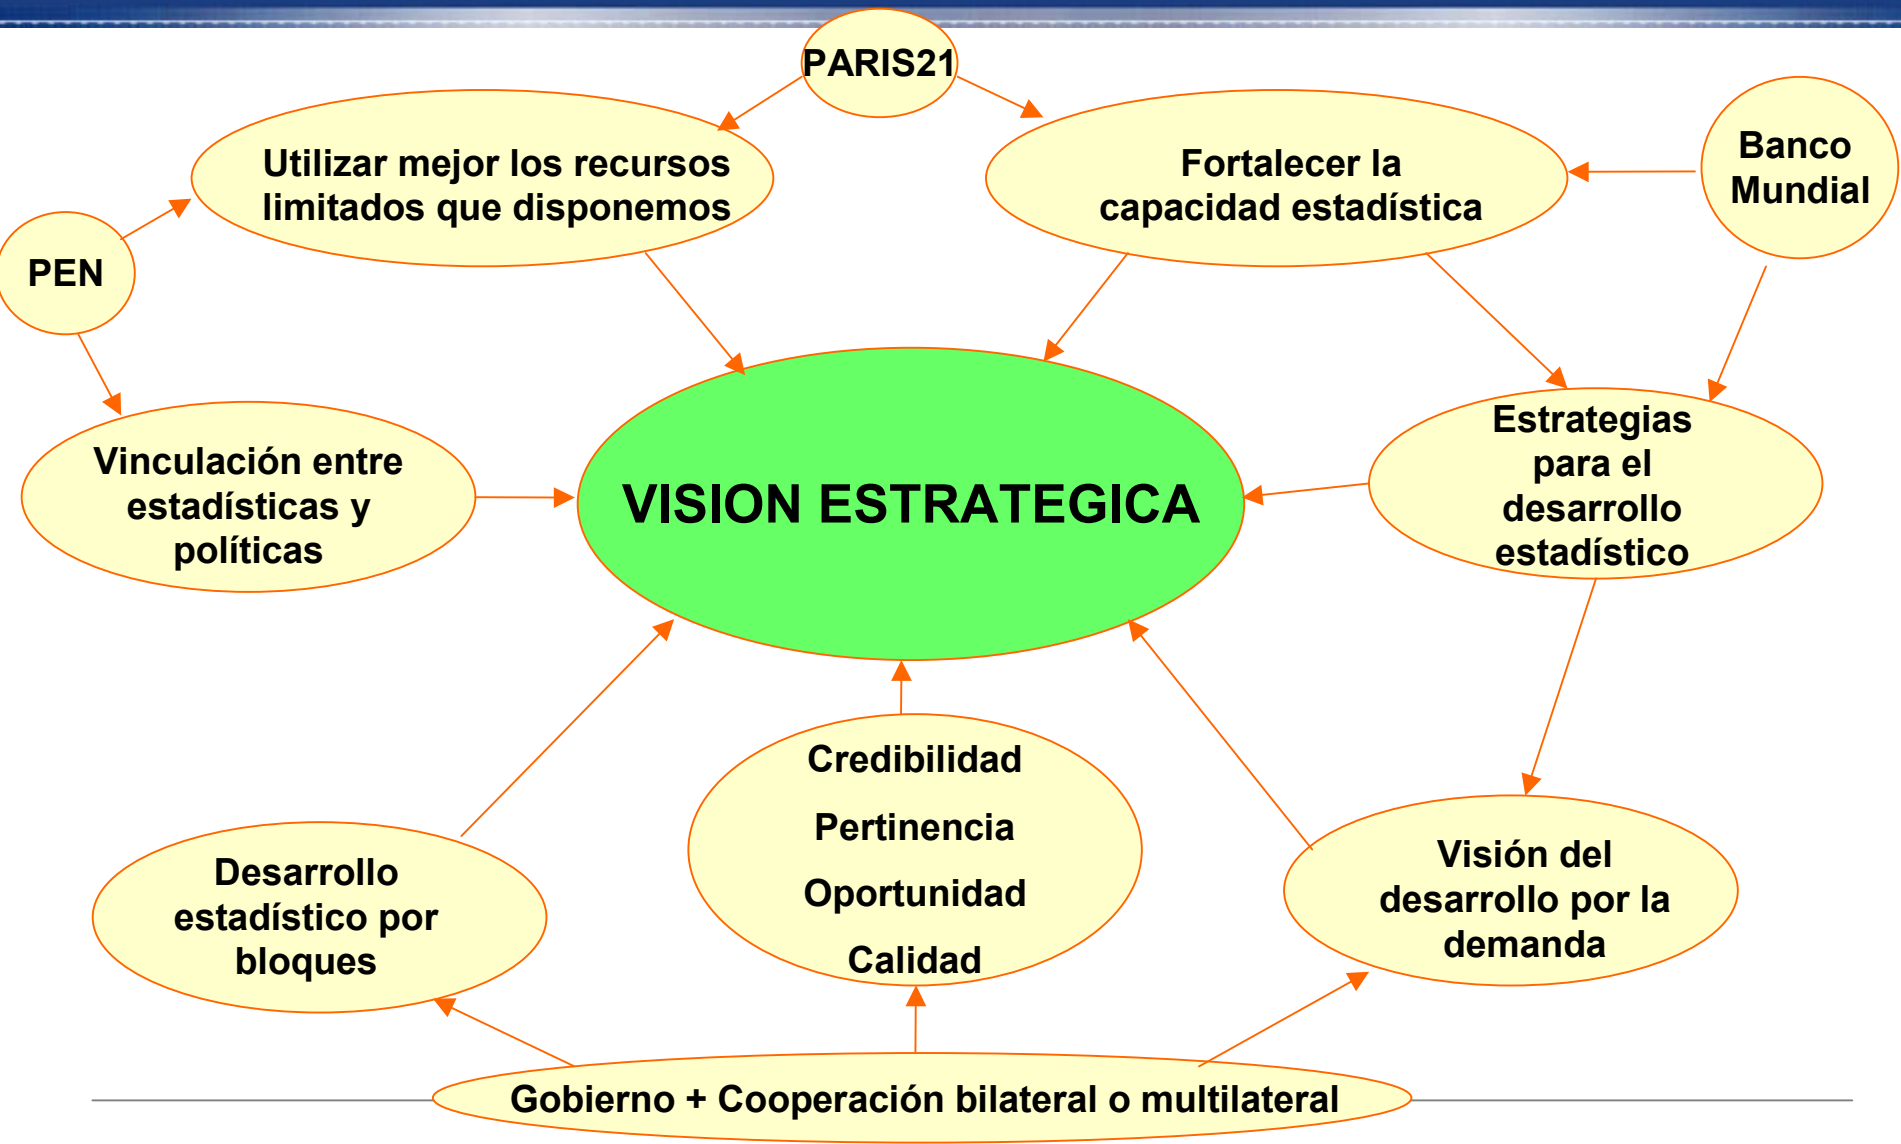 PARIS21
Utilizar mejor los recursos
limitados que disponemos
Fortalecer la
capacidad estadística
Banco
Mundial
PEN
Vinculación entre
estadísticas y
políticas
VISION ESTRATEGICA
Estrategias
para el
desarrollo
estadístico
Desarrollo
estadístico por
bloques
Credibilidad
Pertinencia
Oportunidad
Calidad
Visión del
desarrollo por la
demanda
Gobierno + Cooperación bilateral o multilateral